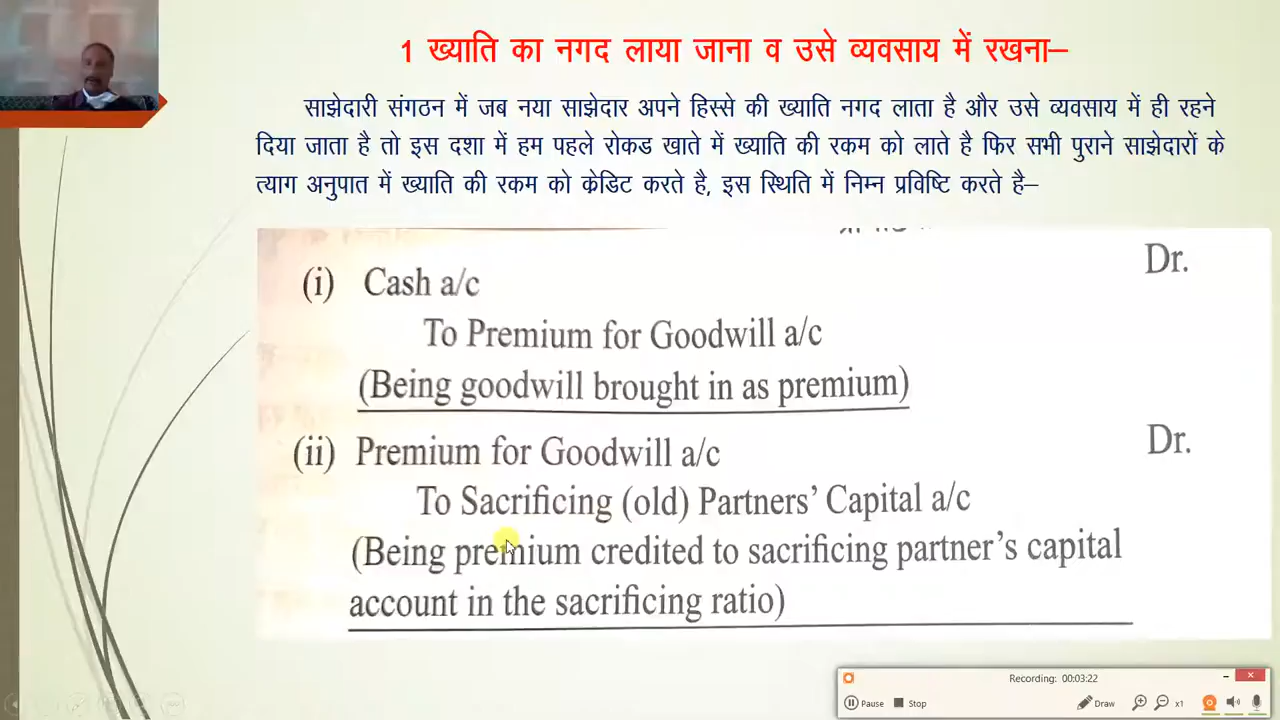 1 ख्याति का नगद लाया जाना व उसे व्यवसाय में रखना–
साझेदारी संगठन में जब नया साझेदार अपने हिस्से की ख्याति नगद लाता है और उसे व्यवसाय में ही रहने
दिया जाता है तो इस दशा में हम पहले रोकड खाते में ख्याति की रकम को लाते है फिर सभी पुराने साझेदारों के
त्याग अनुपात में ख्याति की रकम को क्रेडिट करते है, इस स्थिति में निम्न प्रविष्टि करते है–
(i) Cash a/c Dr.
To Premium for Goodwill a/c
(Being goodwill brought in as premium)
(ii) Premium for Goodwill a/c Dr.
To Sacrificing (old) Partners' Capital a/c
(Being premium credited to sacrificing partner's capital
account in the sacrificing ratio)
Recording: 00:03:22
Pause Stop Draw x1